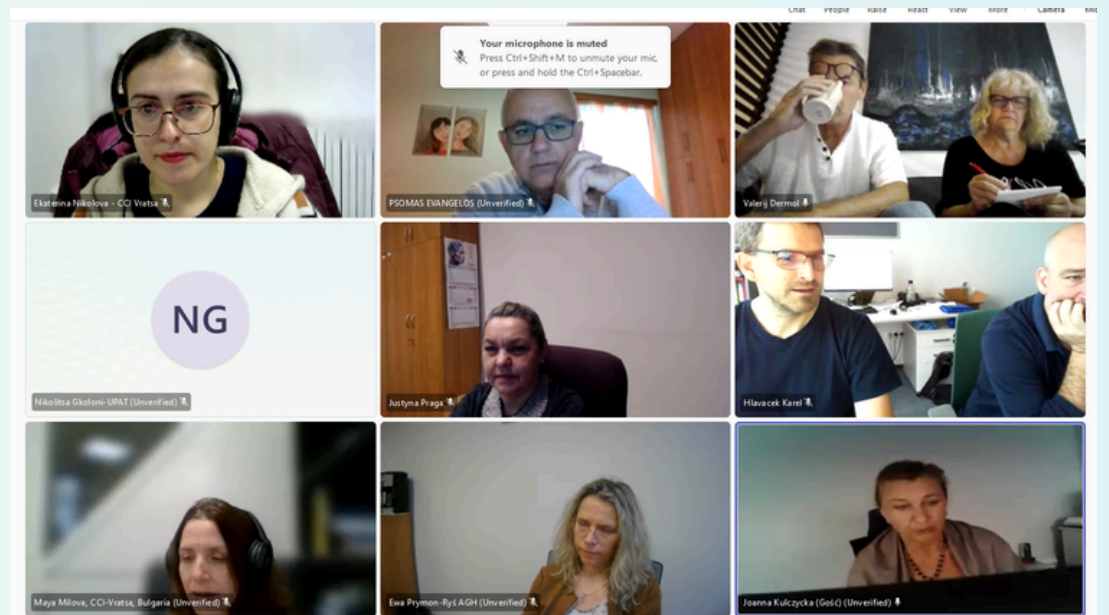 Chat People Raise React View More Camera
Your microphone is muted
Press Ctrl+Shift+M to unmute your mic,
or press and hold the Ctrl+Spacebar.
Ekaterina Nikolova - CCI Vratsa
PSOMAS EVANGELOS (Unverified)
Valerij Dermol
NG
Nikolitsa Gkoloni-UPAT (Unverified)
Justyna Praga
Hlavacek Karel
Maya Milova, CCI-Vratsa, Bulgaria (Unverified)
Ewa Prymon-Ryś AGH (Unverified)
Joanna Kulczycka (Gość) (Unverified)